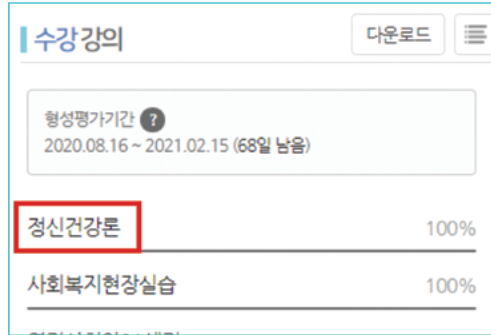 수강강의
다운로드
형성평가기간 ?
2020.08.16 ~ 2021.02.15 (68일 남음)
정신건강론 100%
사회복지현장실습 100%